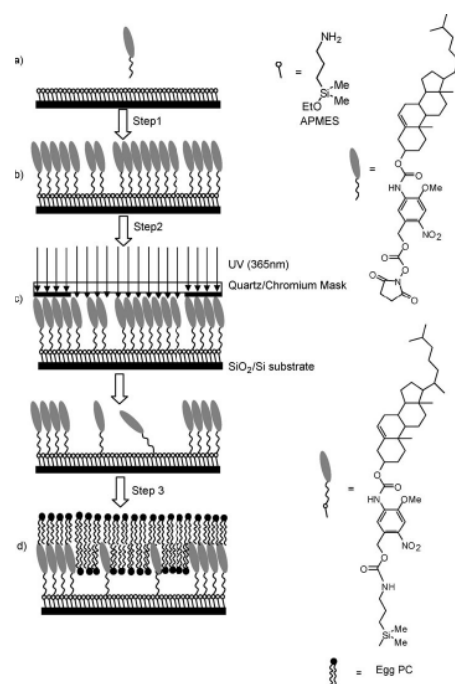 a)
Step1
b)
Step2
UV (365nm)
Quartz/Chromium Mask
c)
SiO2/Si substrate
Step 3
d)
NH2
Me
Si
Me
EtO
APMES
=
O
O
HN
OMe
NO2
O
O
O
O
N
O
=
O
O
HN
OMe
NO2
O
O
NH
Me
Si
Me
= Egg PC